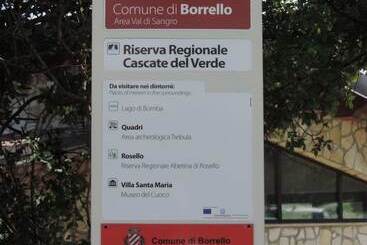 Comune di Borrello
Area Val di Sangro
Riserva Regionale
Cascate del Verde
Da visitare nei dintorni:
Places of interest in the surroundings:
Lago di Bomba
Quadri
Area archeologica Trebula
Rosello
Riserva Regionale Abetina di Rosello
Villa Santa Maria
Museo del Cuoco
Comune di Borrello